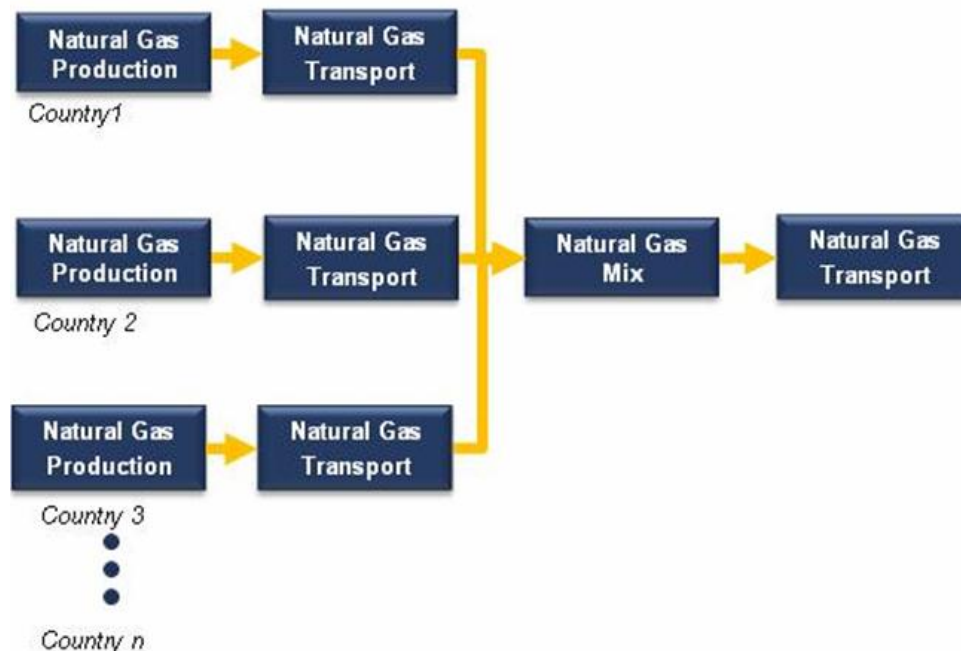 Natural Gas
Production
Natural Gas
Transport
Country1
Natural Gas
Production
Natural Gas
Transport
Natural Gas
Mix
Natural Gas
Transport
Country 2
Natural Gas
Production
Natural Gas
Transport
Country 3
Country n